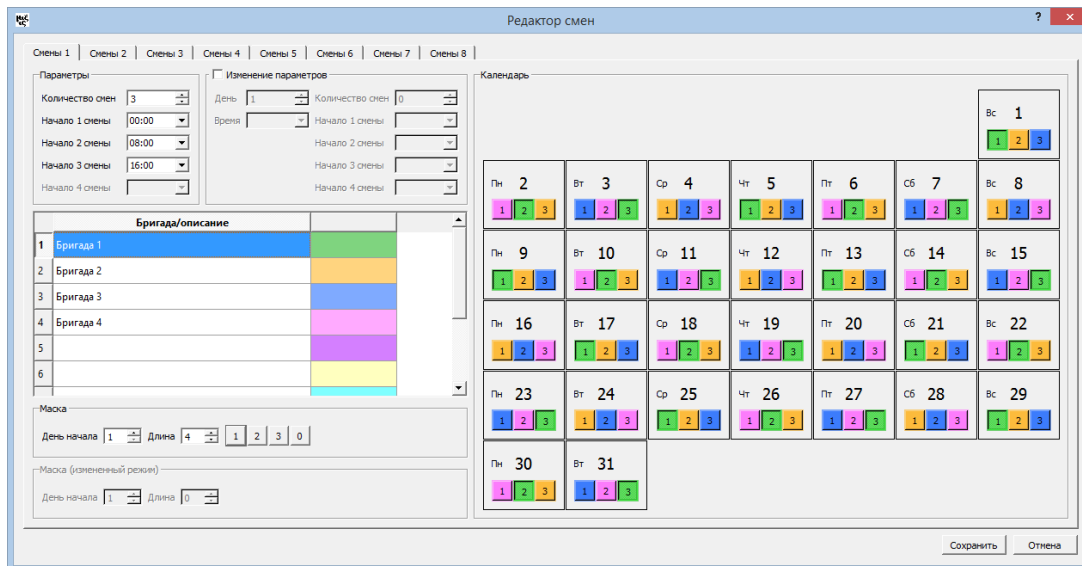 Редактор смен
?
x
Смены 1 Смены 2 Смены 3 Смены 4 Смены 5 Смены 6 Смены 7 Смены 8
Параметры
Количество смен 3
Начало 1 смены 00:00
Начало 2 смены 08:00
Начало 3 смены 16:00
Начало 4 смены
Изменение параметров
День 1 Количество смен 0
Время Начало 1 смены
Начало 2 смены
Начало 3 смены
Начало 4 смены
Бригада/описание
1 Бригада 1
2 Бригада 2
3 Бригада 3
4 Бригада 4
5
6
Маска
День начала 1 Длина 4 1 2 3 0
Маска (измененный режим)
День начала 1 Длина 0
Календарь
Вс 1
1 2 3
Пн 2 Вт 3 Ср 4 Чт 5 Пт 6 Сб 7 Вс 8
1 2 3 1 2 3 1 2 3 1 2 3 1 2 3 1 2 3 1 2 3
Пн 9 Вт 10 Ср 11 Чт 12 Пт 13 Сб 14 Вс 15
1 2 3 1 2 3 1 2 3 1 2 3 1 2 3 1 2 3 1 2 3
Пн 16 Вт 17 Ср 18 Чт 19 Пт 20 Сб 21 Вс 22
1 2 3 1 2 3 1 2 3 1 2 3 1 2 3 1 2 3 1 2 3
Пн 23 Вт 24 Ср 25 Чт 26 Пт 27 Сб 28 Вс 29
1 2 3 1 2 3 1 2 3 1 2 3 1 2 3 1 2 3 1 2 3
Пн 30 Вт 31
1 2 3 1 2 3
Сохранить Отмена